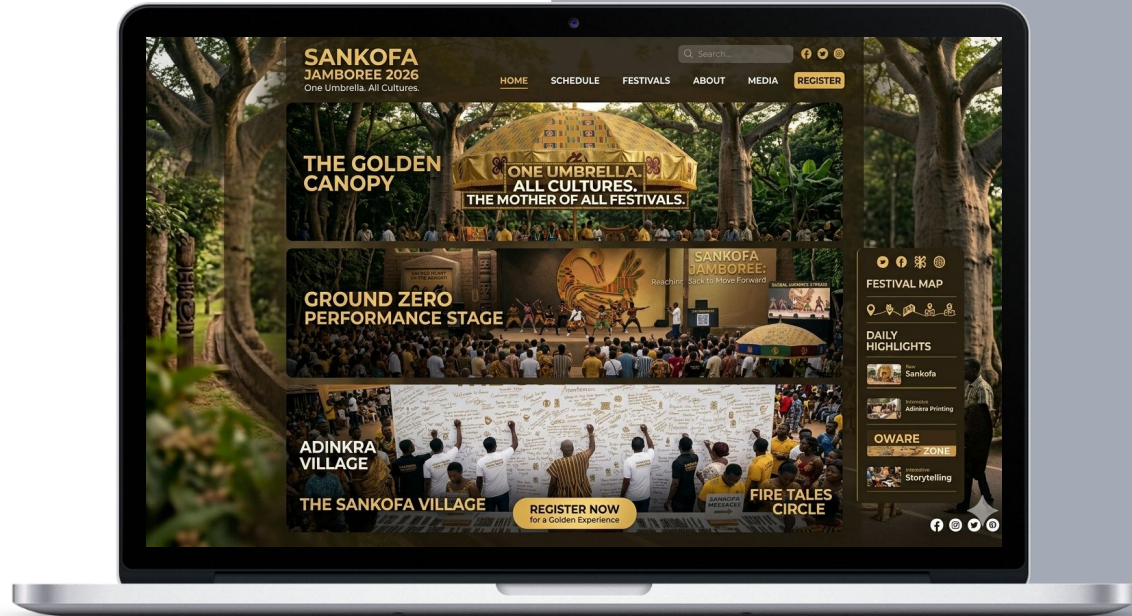 SANKOFA
JAMBOREE 2026
One Umbrella. All Cultures.
Search...
HOME
SCHEDULE
FESTIVALS
ABOUT
MEDIA
REGISTER
THE GOLDEN
CANOPY
ONE UMBRELLA.
ALL CULTURES.
THE MOTHER OF ALL FESTIVALS.
GROUND ZERO
PERFORMANCE STAGE
SANKOFA
JAMBOREE:
Reaching Back to Move Forward
ADINKRA
VILLAGE
THE SANKOFA VILLAGE
REGISTER NOW
for a Golden Experience
SANKOFA
MESSAGES
FIRE TALES
CIRCLE
FESTIVAL MAP
DAILY
HIGHLIGHTS
Sankofa
Adinkra Printing
OWARE
ZONE
Storytelling